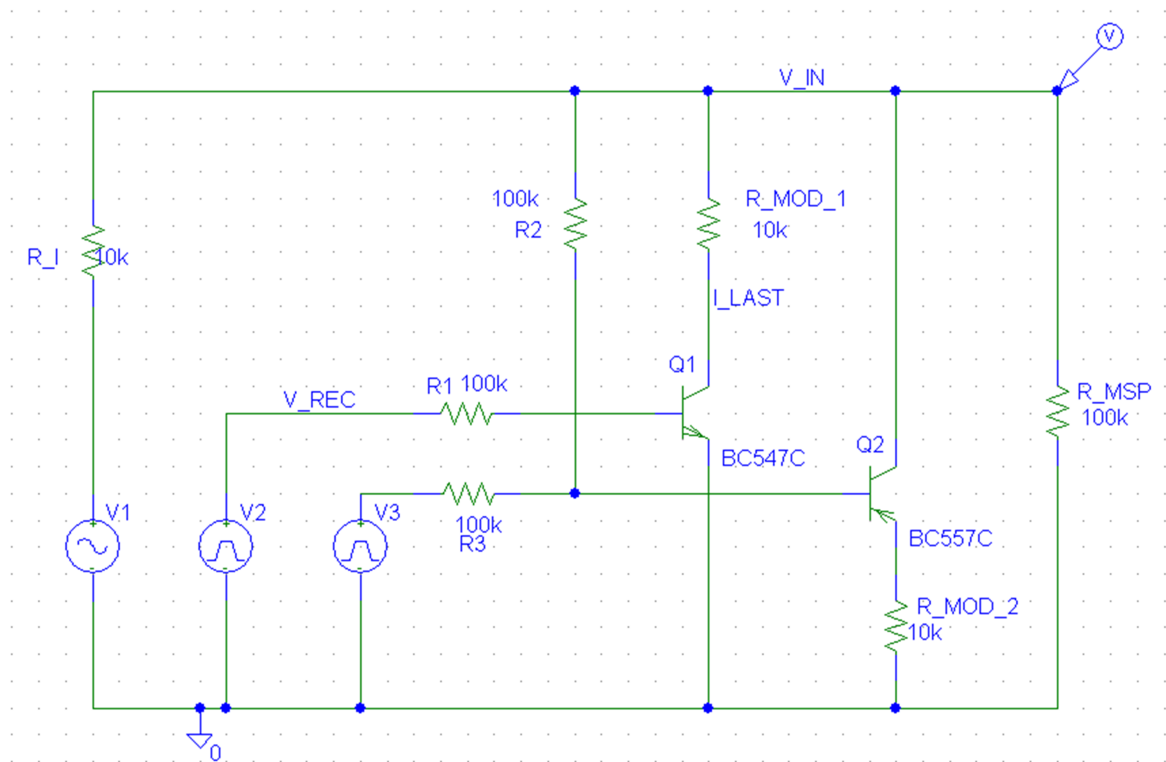 V
V_IN
100k
R2
R_MOD_1
10k
R_I
10k
I_LAST
Q1
R1 100k
V_REC
R_MSP
100k
BC547C
Q2
V1
V2
V3
100k
R3
BC557C
R_MOD_2
10k
0